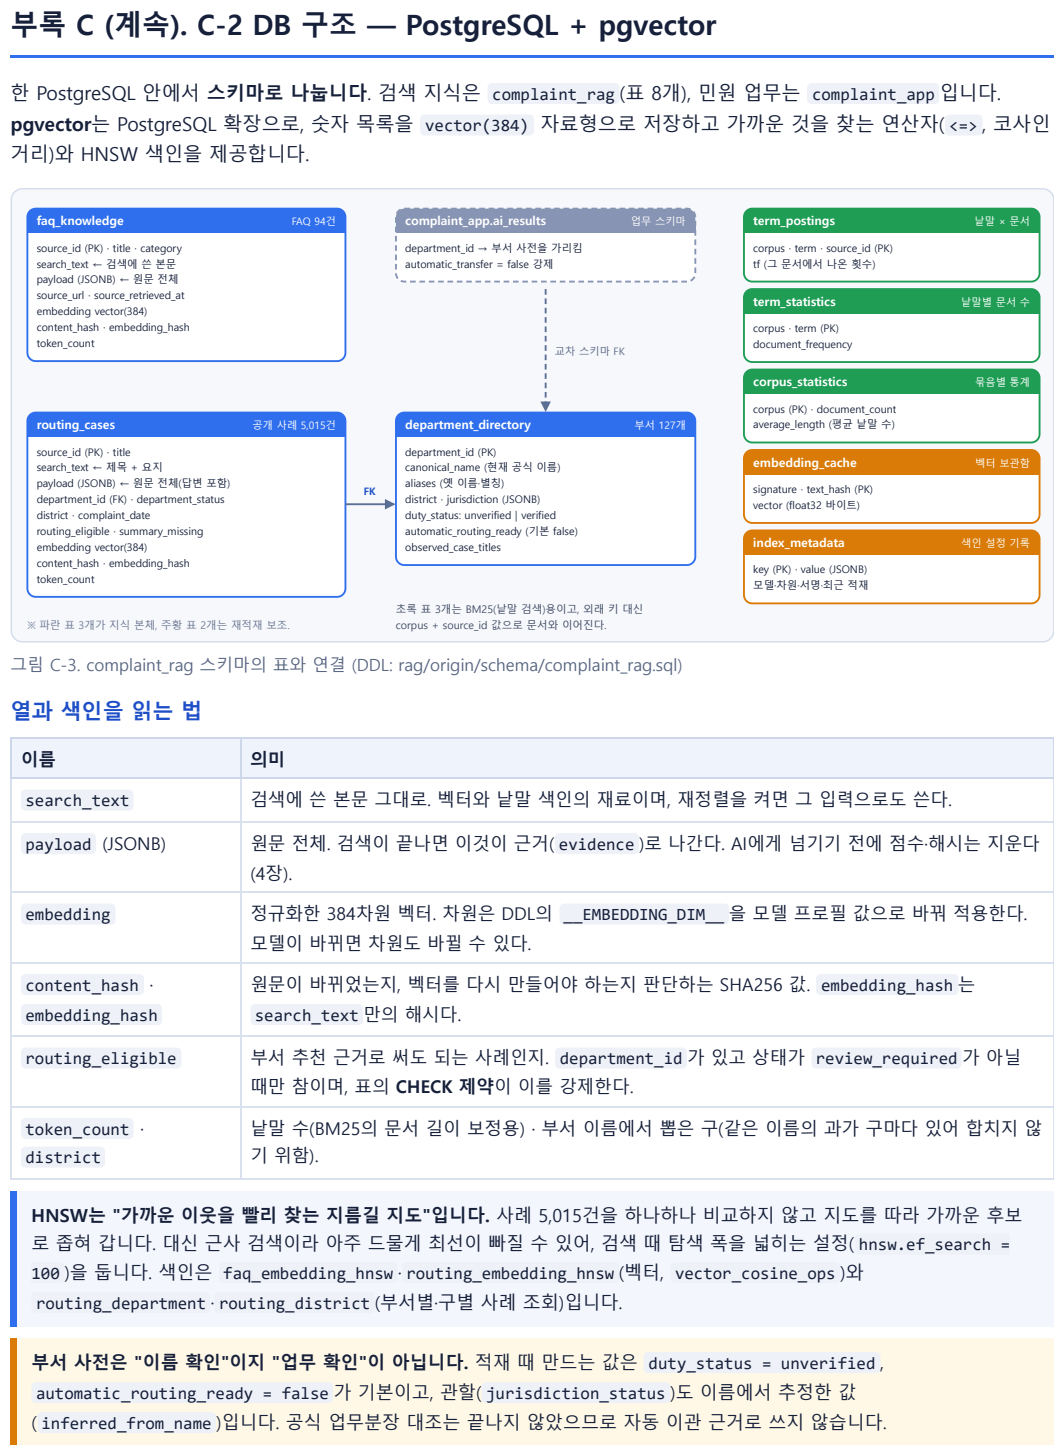 부록 C (계속). C-2 DB 구조 — PostgreSQL + pgvector
한 PostgreSQL 안에서 스키마로 나눕니다. 검색 지식은 complaint_rag(표 8개), 민원 업무는 complaint_app입니다.
pgvector는 PostgreSQL 확장으로, 숫자 목록을 vector(384) 자료형으로 저장하고 가까운 것을 찾는 연산자(<=>, 코사인
거리)와 HNSW 색인을 제공합니다.
faq_knowledge FAQ 94건
source_id (PK) · title · category
search_text ← 검색에 쓴 본문
payload (JSONB) ← 원문 전체
source_url · source_retrieved_at
embedding vector(384)
content_hash · embedding_hash
token_count
complaint_app.ai_results 업무 스키마
department_id → 부서 사전을 가리킴
automatic_transfer = false 강제
교차 스키마 FK
routing_cases 공개 사례 5,015건
source_id (PK) · title
search_text ← 제목 + 요지
payload (JSONB) ← 원문 전체(답변 포함)
department_id (FK) · department_status
district · complaint_date
routing_eligible · summary_missing
embedding vector(384)
content_hash · embedding_hash
token_count
FK
department_directory 부서 127개
department_id (PK)
canonical_name (현재 공식 이름)
aliases (옛 이름·별칭)
district · jurisdiction (JSONB)
duty_status: unverified | verified
automatic_routing_ready (기본 false)
observed_case_titles
term_postings 낱말 × 문서
corpus · term · source_id (PK)
tf (그 문서에서 나온 횟수)
term_statistics 낱말별 문서 수
corpus · term (PK)
document_frequency
corpus_statistics 묶음별 통계
corpus (PK) · document_count
average_length (평균 낱말 수)
embedding_cache 벡터 보관함
signature · text_hash (PK)
vector (float32 바이트)
index_metadata 색인 설정 기록
key (PK) · value (JSONB)
모델·차원·서명·최근 적재
※ 파란 표 3개가 지식 본체, 주황 표 2개는 재적재 보조.
초록 표 3개는 BM25(낱말 검색)용이고, 외래 키 대신
corpus + source_id 값으로 문서와 이어진다.
그림 C-3. complaint_rag 스키마의 표와 연결 (DDL: rag/origin/schema/complaint_rag.sql)
열과 색인을 읽는 법
이름 의미
search_text 검색에 쓴 본문 그대로. 벡터와 낱말 색인의 재료이며, 재정렬을 켜면 그 입력으로도 쓴다.
payload (JSONB) 원문 전체. 검색이 끝나면 이것이 근거(evidence)로 나간다. AI에게 넘기기 전에 점수·해시는 지운다
(4장).
embedding 정규화한 384차원 벡터. 차원은 DDL의 __EMBEDDING_DIM__을 모델 프로필 값으로 바꿔 적용한다.
모델이 바뀌면 차원도 바뀔 수 있다.
content_hash · 원문이 바뀌었는지, 벡터를 다시 만들어야 하는지 판단하는 SHA256 값. embedding_hash는
embedding_hash search_text만의 해시다.
routing_eligible 부서 추천 근거로 써도 되는 사례인지. department_id가 있고 상태가 review_required가 아닐
때만 참이며, 표의 CHECK 제약이 이를 강제한다.
token_count · 낱말 수(BM25의 문서 길이 보정용) · 부서 이름에서 뽑은 구(같은 이름의 과가 구마다 있어 합치지 않
district 기 위함).
HNSW는 "가까운 이웃을 빨리 찾는 지름길 지도"입니다. 사례 5,015건을 하나하나 비교하지 않고 지도를 따라 가까운 후보
로 좁혀 갑니다. 대신 근사 검색이라 아주 드물게 최선이 빠질 수 있어, 검색 때 탐색 폭을 넓히는 설정(hnsw.ef_search =
100)을 둡니다. 색인은 faq_embedding_hnsw·routing_embedding_hnsw(벡터, vector_cosine_ops)와
routing_department·routing_district(부서별·구별 사례 조회)입니다.
부서 사전은 "이름 확인"이지 "업무 확인"이 아닙니다. 적재 때 만드는 값은 duty_status = unverified,
automatic_routing_ready = false가 기본이고, 관할(jurisdiction_status)도 이름에서 추정한 값
(inferred_from_name)입니다. 공식 업무분장 대조는 끝나지 않았으므로 자동 이관 근거로 쓰지 않습니다.